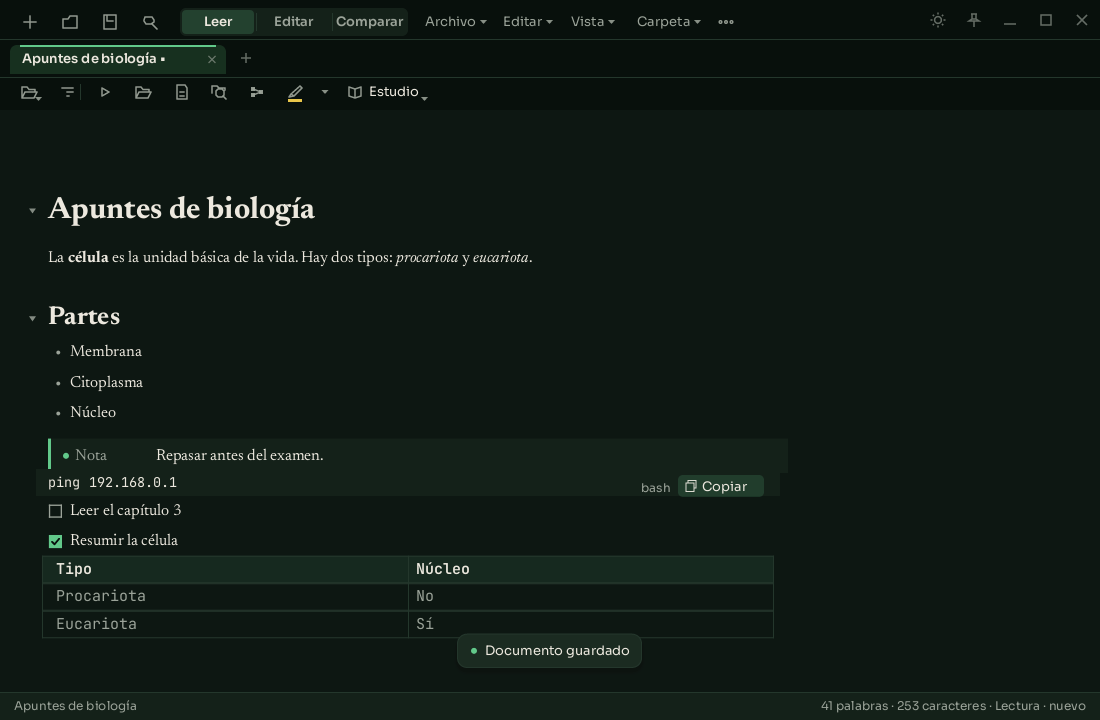 Leer Editar Comparar Archivo Editar Vista Carpeta
Apuntes de biología •
Estudio
Apuntes de biología
La célula es la unidad básica de la vida. Hay dos tipos: procariota y eucariota.
Partes
• Membrana
• Citoplasma
• Núcleo
Nota Repasar antes del examen.
ping 192.168.0.1 bash Copiar
Leer el capítulo 3
Resumir la célula
Tipo Núcleo
Procariota No
Eucariota Sí
Documento guardado
Apuntes de biología 41 palabras · 253 caracteres · Lectura · nuevo